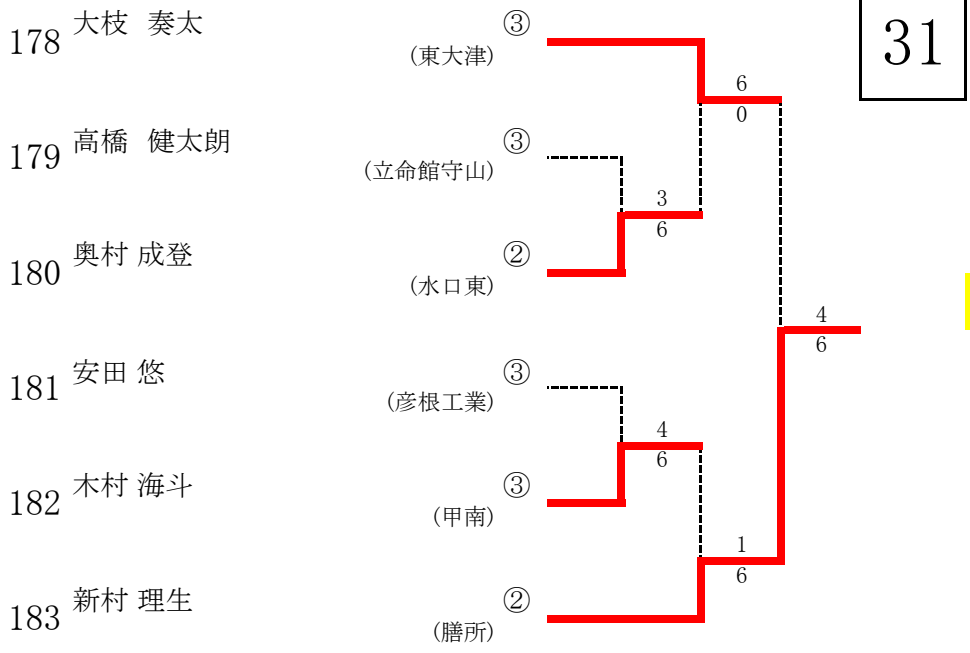 31
178 大枝 奏太 ③
(東大津)
6
0
179 高橋 健太朗 ③
(立命館守山)
3
6
180 奥村 成登 ②
(水口東)
4
6
181 安田 悠 ③
(彦根工業)
4
6
182 木村 海斗 ③
(甲南)
1
6
183 新村 理生 ②
(膳所)